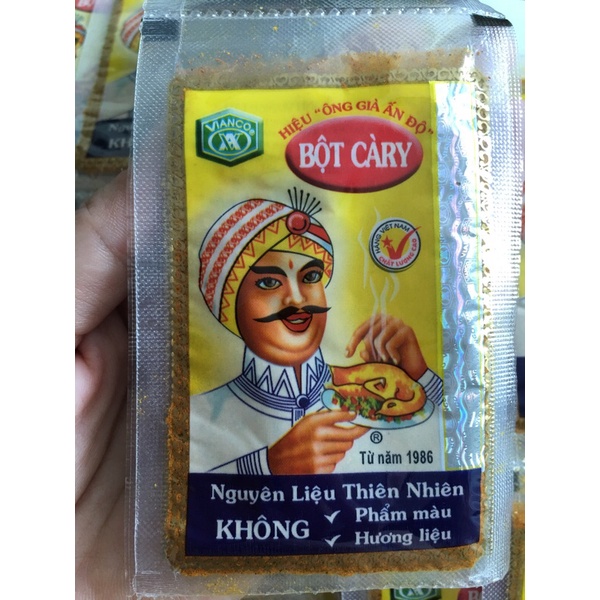 VIANCO®
HIỆU "ÔNG GIÀ ẤN ĐỘ"
BỘT CÀRY
HÀNG VIỆT NAM
CHẤT LƯỢNG CAO
®
Từ năm 1986
Nguyên Liệu Thiên Nhiên
KHÔNG ✓ Phẩm màu
✓ Hương liệu